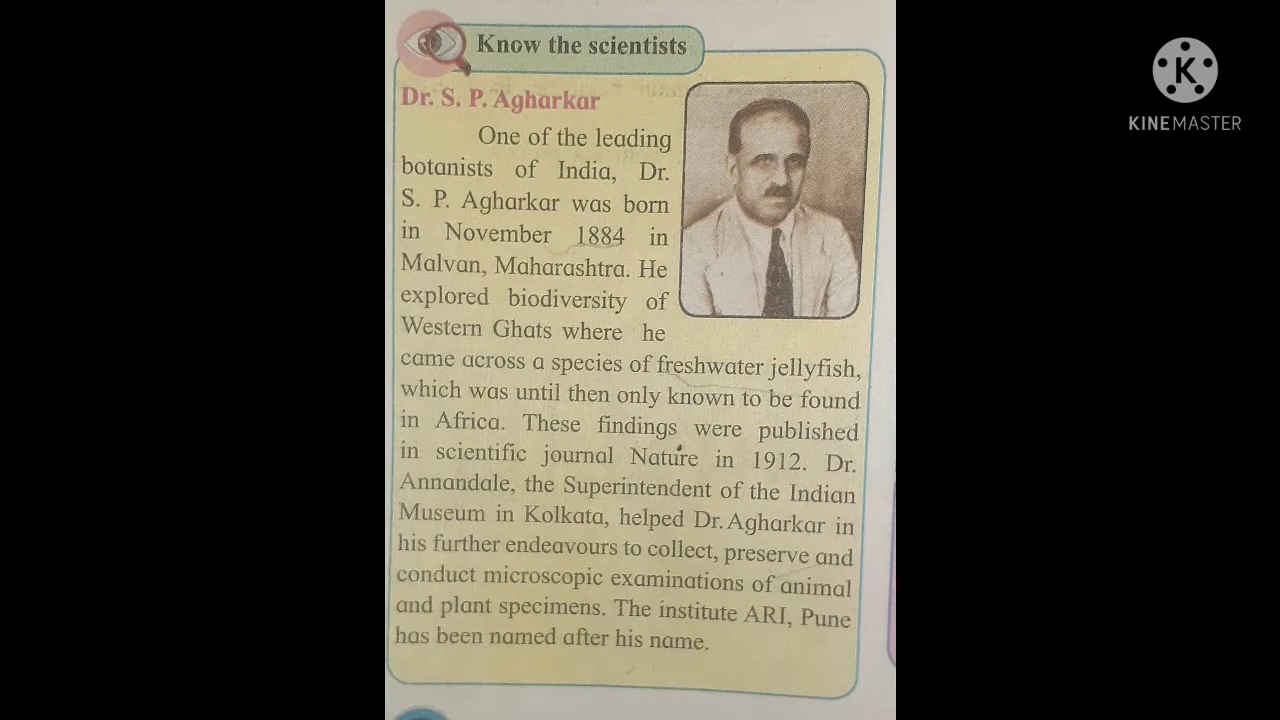 Know the scientists
Dr. S. P. Agharkar
One of the leading
botanists of India, Dr.
S. P. Agharkar was born
in November 1884 in
Malvan, Maharashtra. He
explored biodiversity of
Western Ghats where he
came across a species of freshwater jellyfish,
which was until then only known to be found
in Africa. These findings were published
in scientific journal Nature in 1912. Dr.
Annandale, the Superintendent of the Indian
Museum in Kolkata, helped Dr. Agharkar in
his further endeavours to collect, preserve and
conduct microscopic examinations of animal
and plant specimens. The institute ARI, Pune
has been named after his name.
K
KINEMASTER